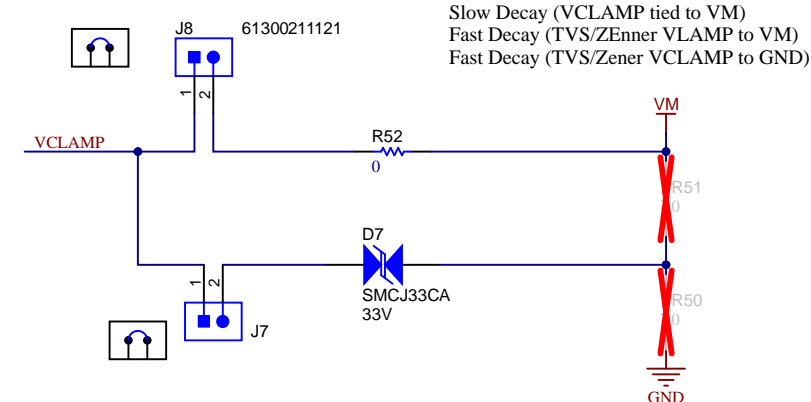 Slow Decay (VCLAMP tied to VM)
Fast Decay (TVS/ZEnner VLAMP to VM)
Fast Decay (TVS/Zener VCLAMP to GND)
J8
61300211121
1
2
VM
VCLAMP
R52
0
R51
0
D7
1
2
SMCJ33CA
33V
R50
0
J7
GND